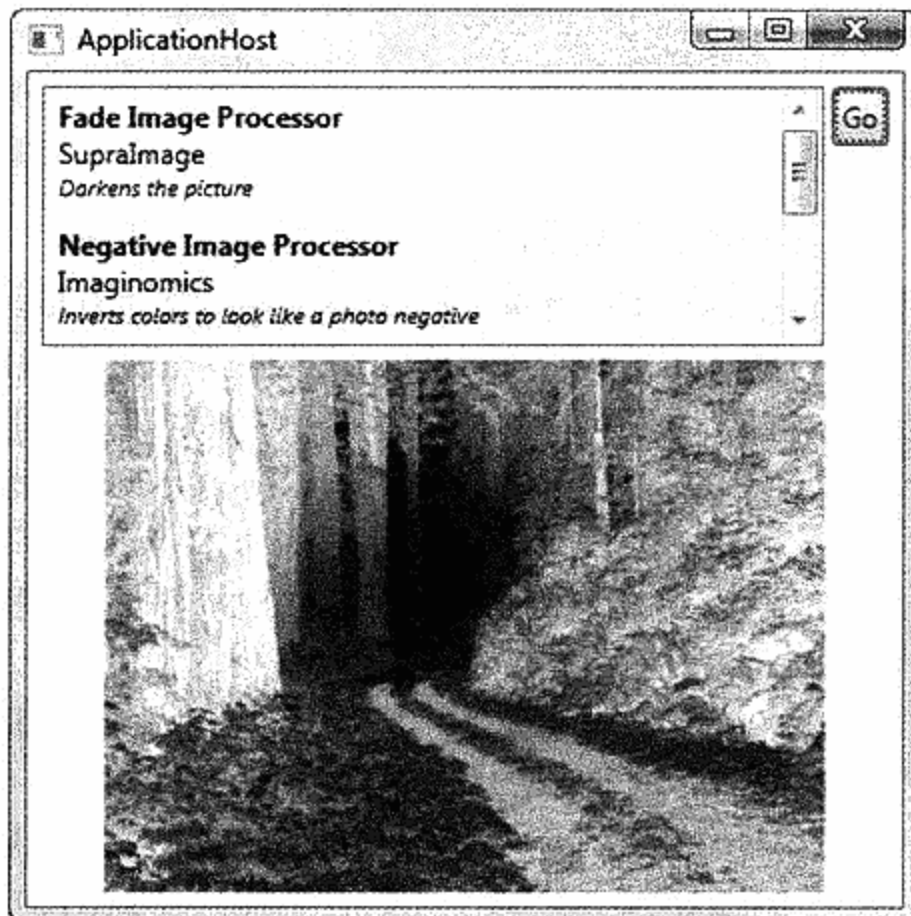 ApplicationHost
Fade Image Processor
SupraImage
Darkens the picture
Go
Negative Image Processor
Imaginomics
Inverts colors to look like a photo negative